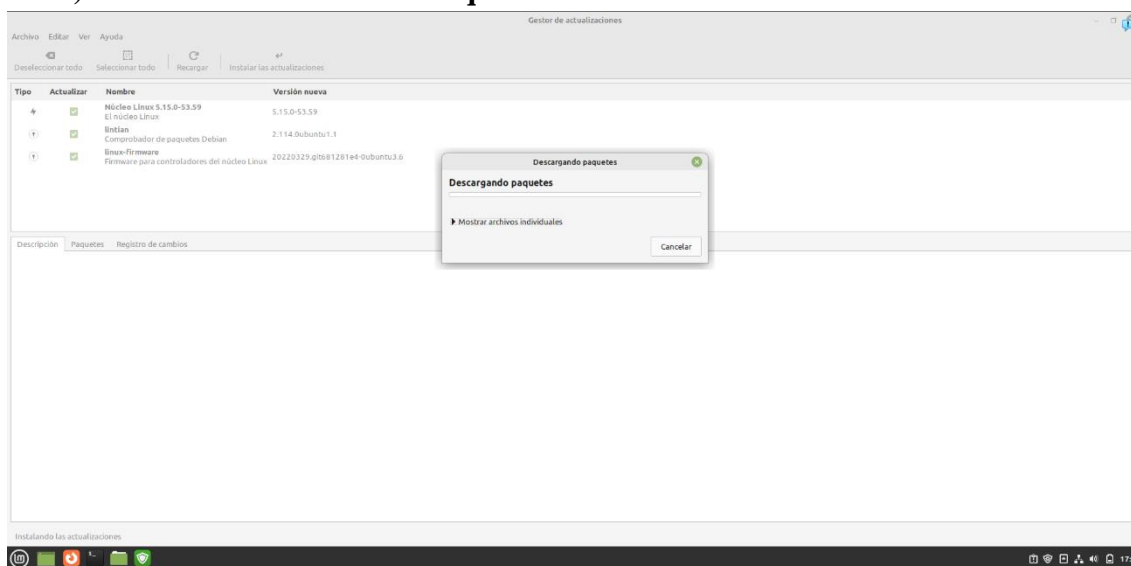 Gestor de actualizaciones
Archivo Editar Ver Ayuda
Deseleccionar todo Seleccionar todo Recargar Instalar las actualizaciones
Tipo Actualizar Nombre Versión nueva
Núcleo Linux 5.15.0-53.59
El núcleo Linux
5.15.0-53.59
lintian
Comprobador de paquetes Debian
2.114.0ubuntu1.1
linux-firmware
Firmware para controladores del núcleo Linux
20220329.git681281e4-0ubuntu3.6
Descargando paquetes
Descargando paquetes
Mostrar archivos individuales
Cancelar
Descripción Paquetes Registro de cambios
Instalando las actualizaciones